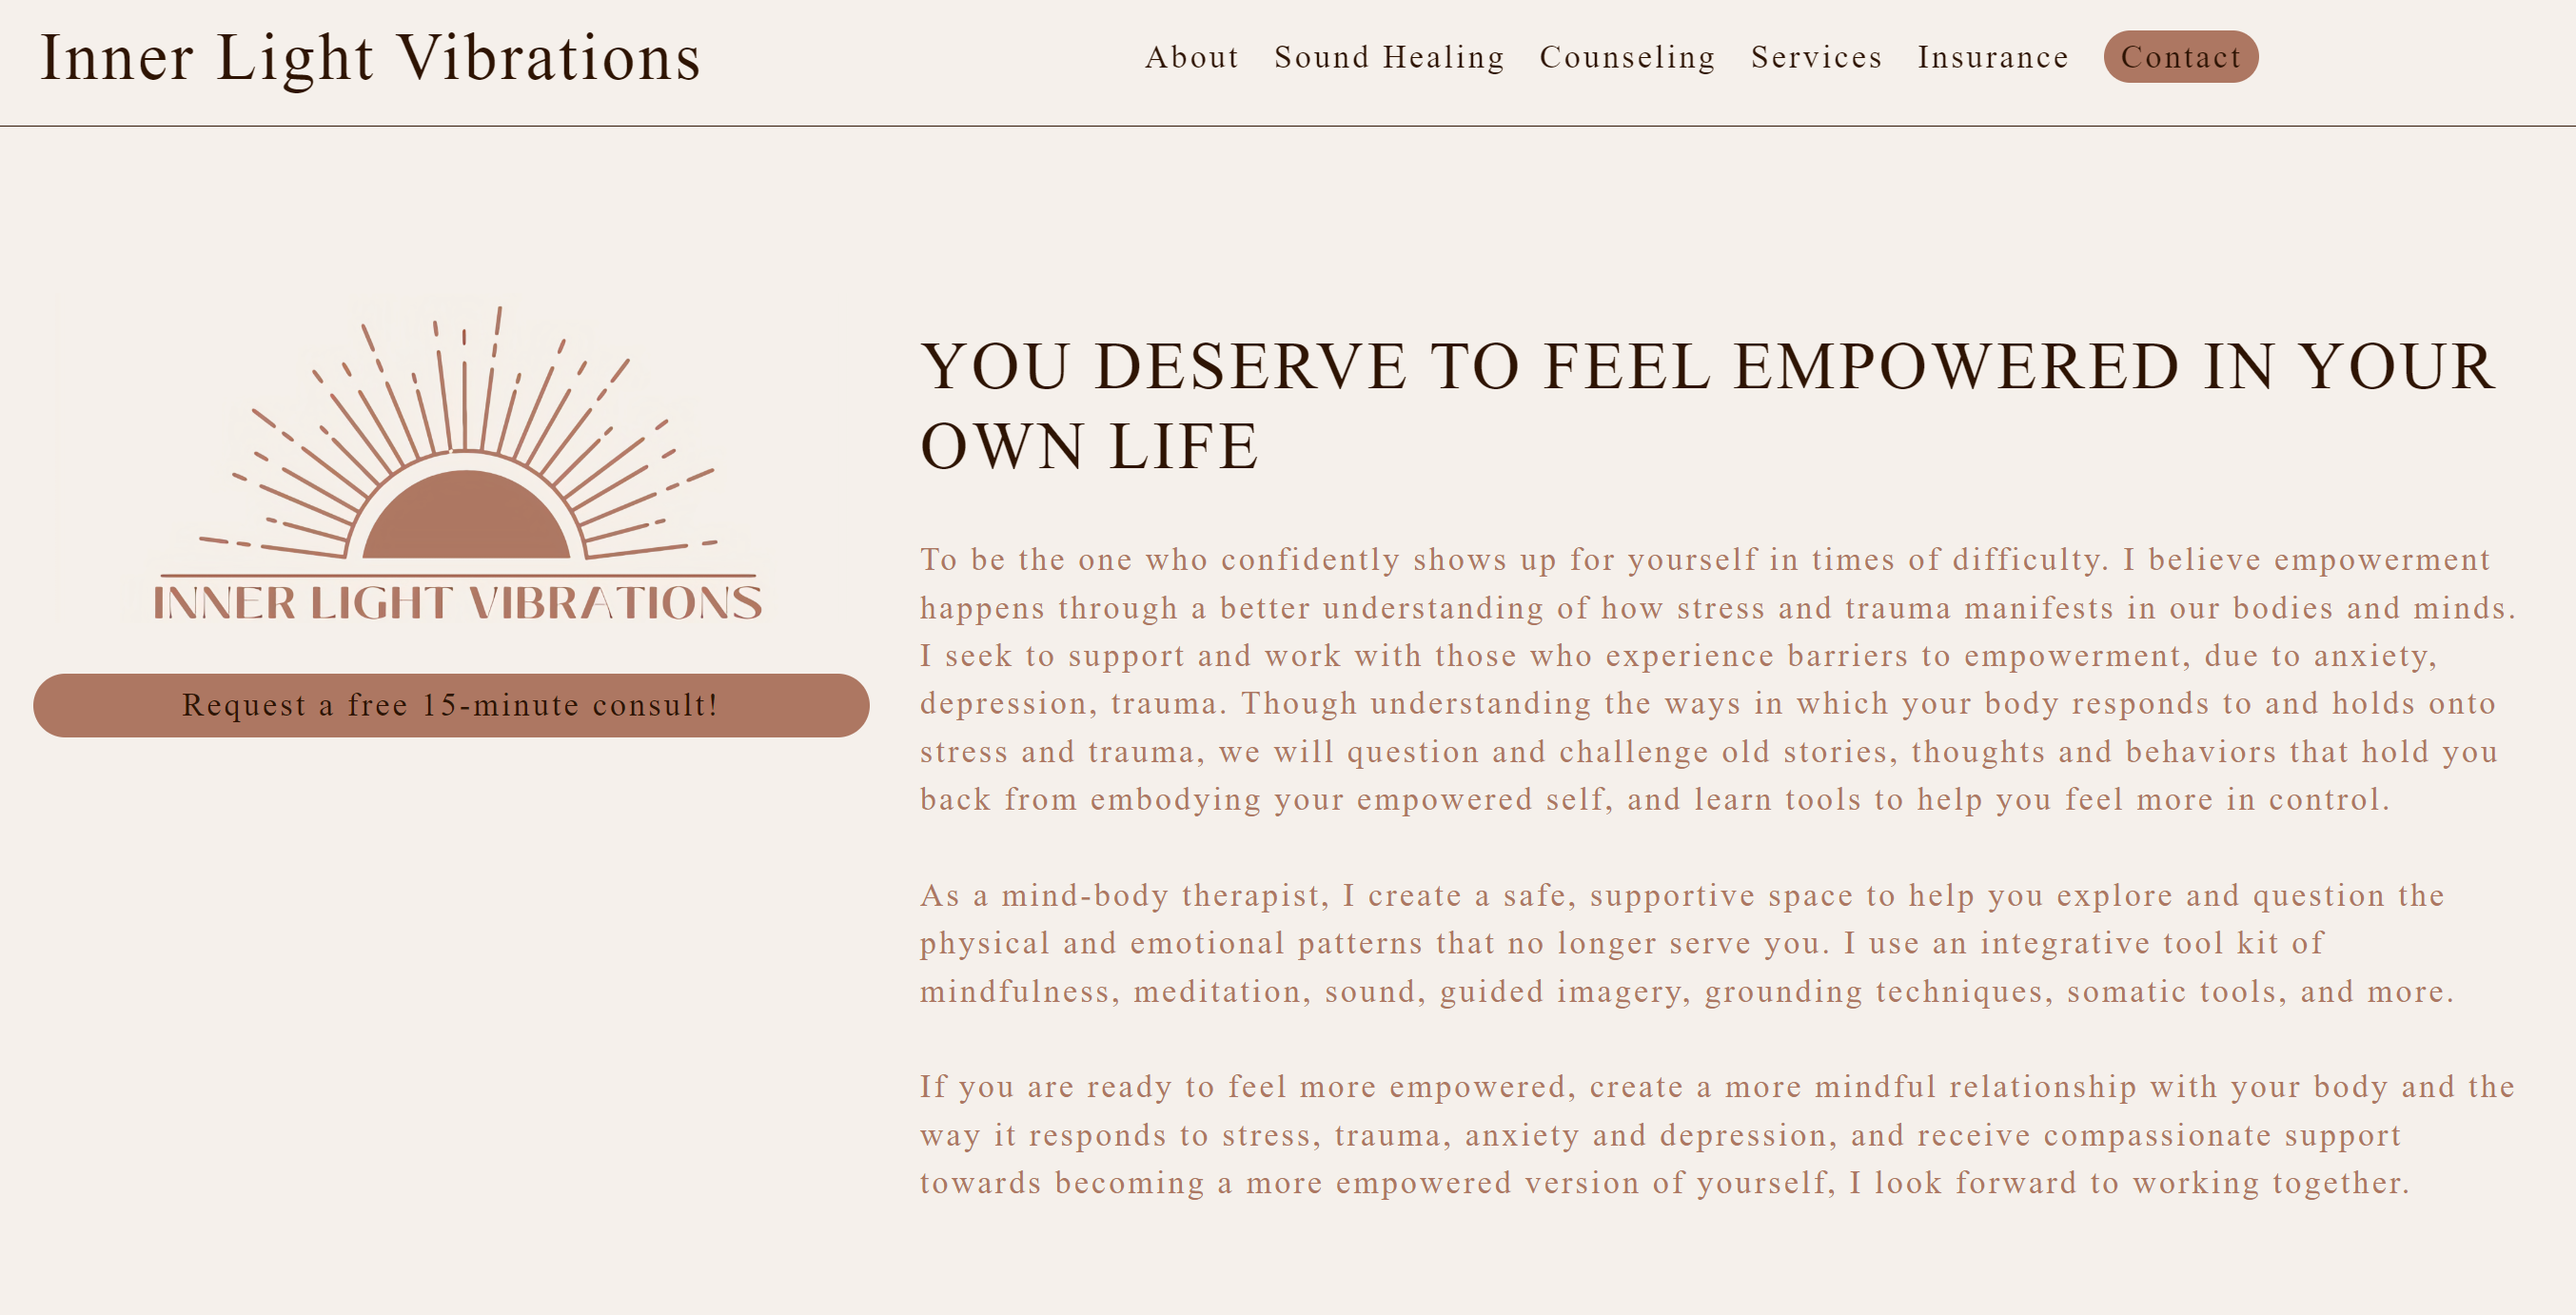 Inner Light Vibrations
About Sound Healing Counseling Services Insurance Contact
INNER LIGHT VIBRATIONS
Request a free 15-minute consult!
YOU DESERVE TO FEEL EMPOWERED IN YOUR
OWN LIFE
To be the one who confidently shows up for yourself in times of difficulty. I believe empowerment
happens through a better understanding of how stress and trauma manifests in our bodies and minds.
I seek to support and work with those who experience barriers to empowerment, due to anxiety,
depression, trauma. Though understanding the ways in which your body responds to and holds onto
stress and trauma, we will question and challenge old stories, thoughts and behaviors that hold you
back from embodying your empowered self, and learn tools to help you feel more in control.
As a mind-body therapist, I create a safe, supportive space to help you explore and question the
physical and emotional patterns that no longer serve you. I use an integrative tool kit of
mindfulness, meditation, sound, guided imagery, grounding techniques, somatic tools, and more.
If you are ready to feel more empowered, create a more mindful relationship with your body and the
way it responds to stress, trauma, anxiety and depression, and receive compassionate support
towards becoming a more empowered version of yourself, I look forward to working together.